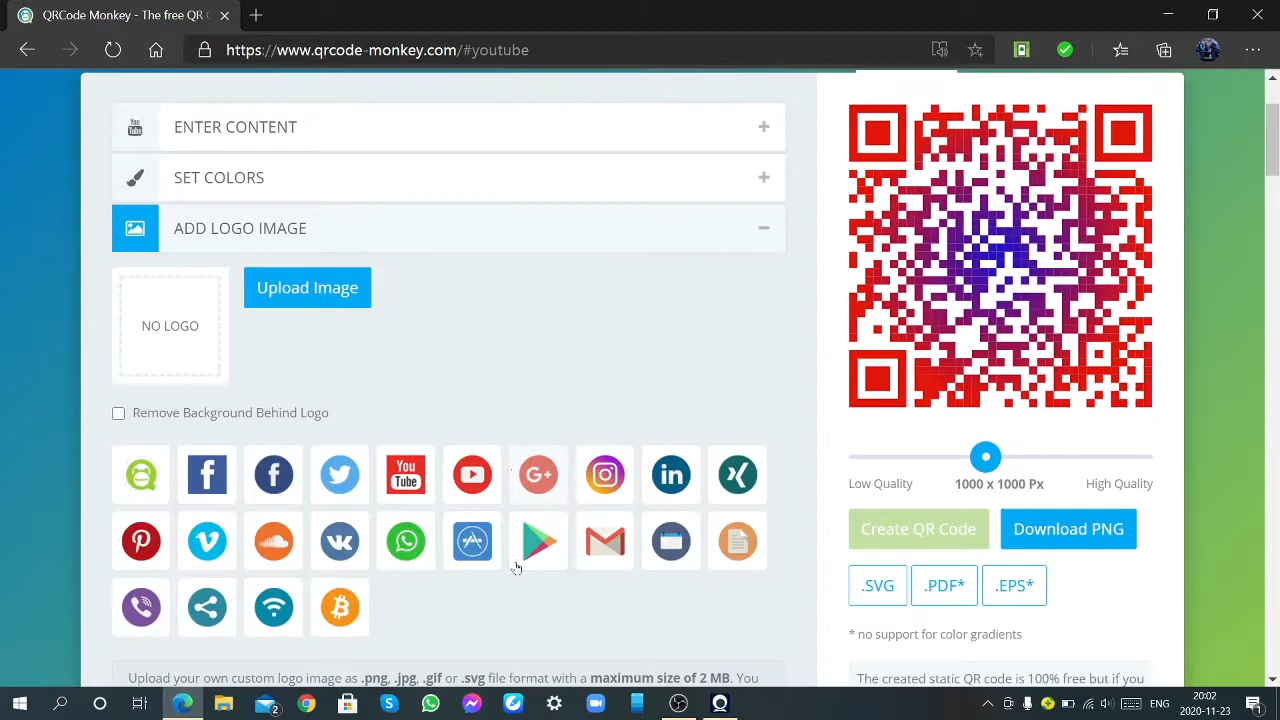 QRCode Monkey - The free QR C
https://www.qrcode-monkey.com/#youtube
You Tube
ENTER CONTENT
SET COLORS
ADD LOGO IMAGE
NO LOGO
Upload Image
Remove Background Behind Logo
You Tube
Low Quality
1000 x 1000 Px
High Quality
Create QR Code
Download PNG
.SVG
.PDF*
.EPS*
* no support for color gradients
Upload your own custom logo image as .png, .jpg, .gif or .svg file format with a maximum size of 2 MB. You
The created static QR code is 100% free but if you
ENG
20:02
2020-11-23